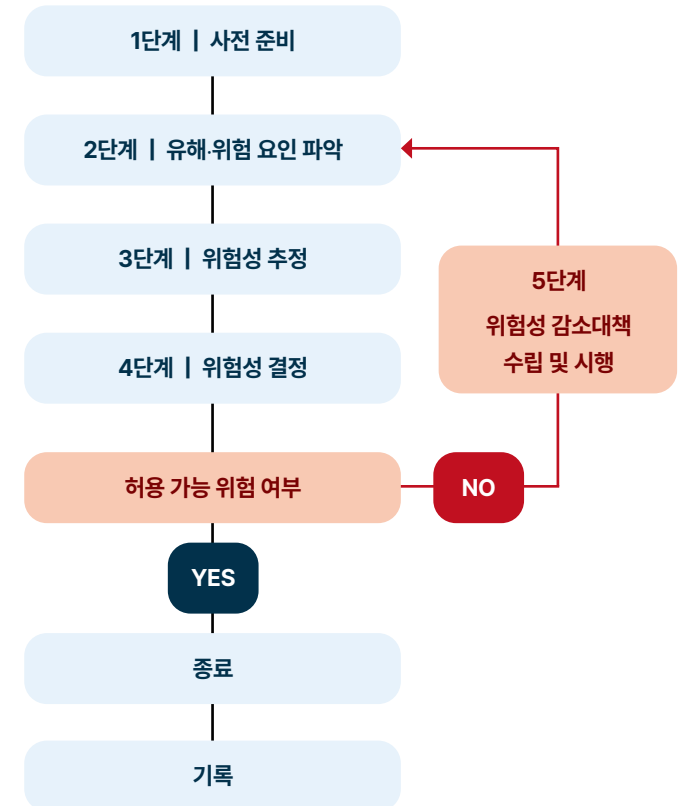 1단계 | 사전 준비
2단계 | 유해·위험 요인 파악
3단계 | 위험성 추정
4단계 | 위험성 결정
5단계
위험성 감소대책
수립 및 시행
허용 가능 위험 여부
NO
YES
종료
기록